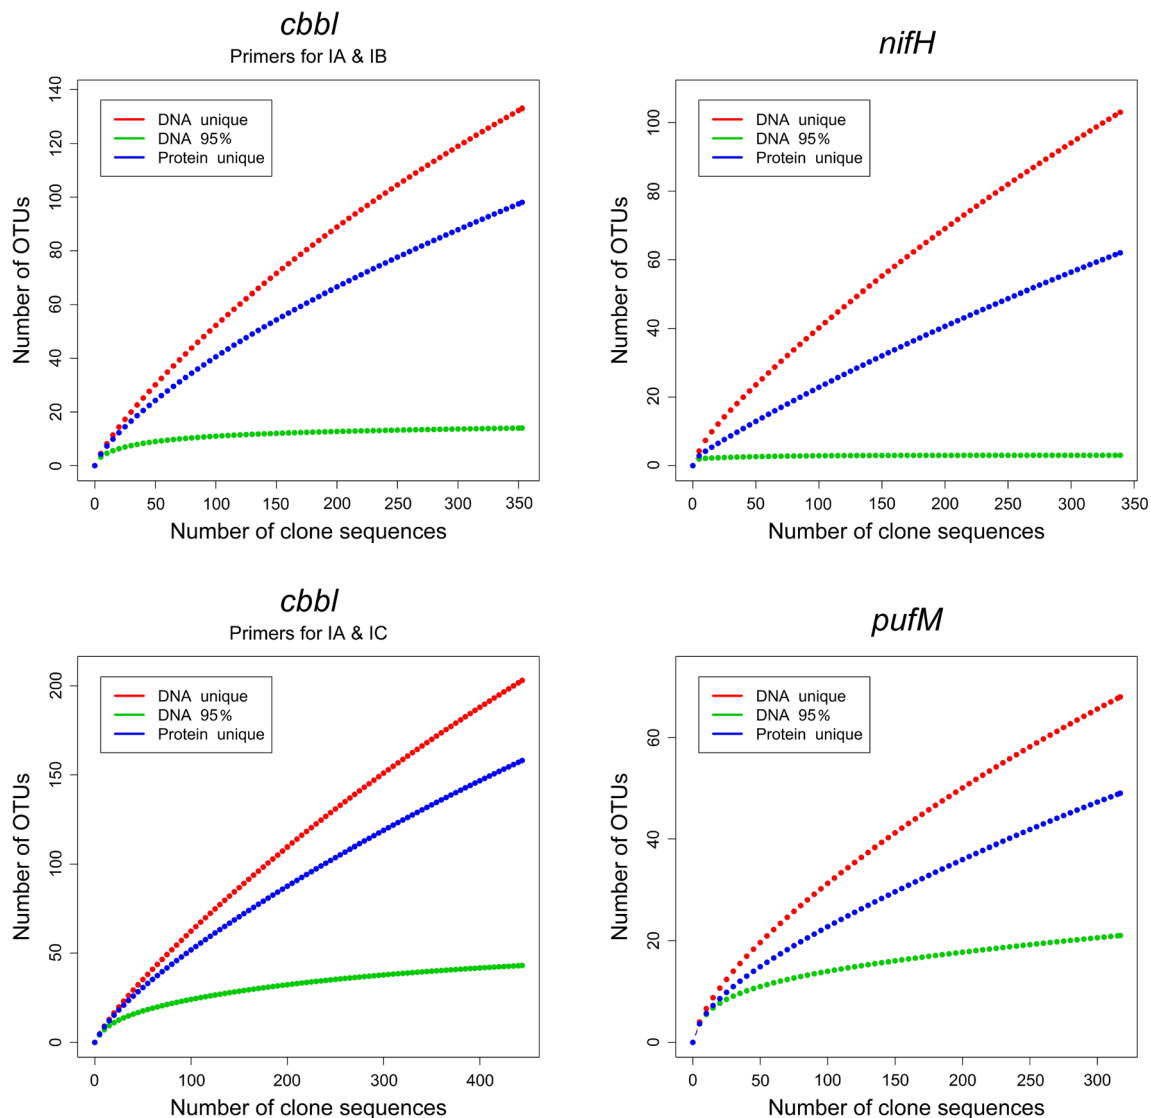 cbbl
Primers for IA & IB
140
120
100
80
60
40
20
0
Number of OTUs
DNA unique
DNA 95%
Protein unique
0 50 100 150 200 250 300 350
Number of clone sequences
nifH
100
80
60
40
20
0
Number of OTUs
DNA unique
DNA 95%
Protein unique
0 50 100 150 200 250 300 350
Number of clone sequences
cbbl
Primers for IA & IC
200
150
100
50
0
Number of OTUs
DNA unique
DNA 95%
Protein unique
0 100 200 300 400
Number of clone sequences
pufM
60
40
20
0
Number of OTUs
DNA unique
DNA 95%
Protein unique
0 50 100 150 200 250 300
Number of clone sequences